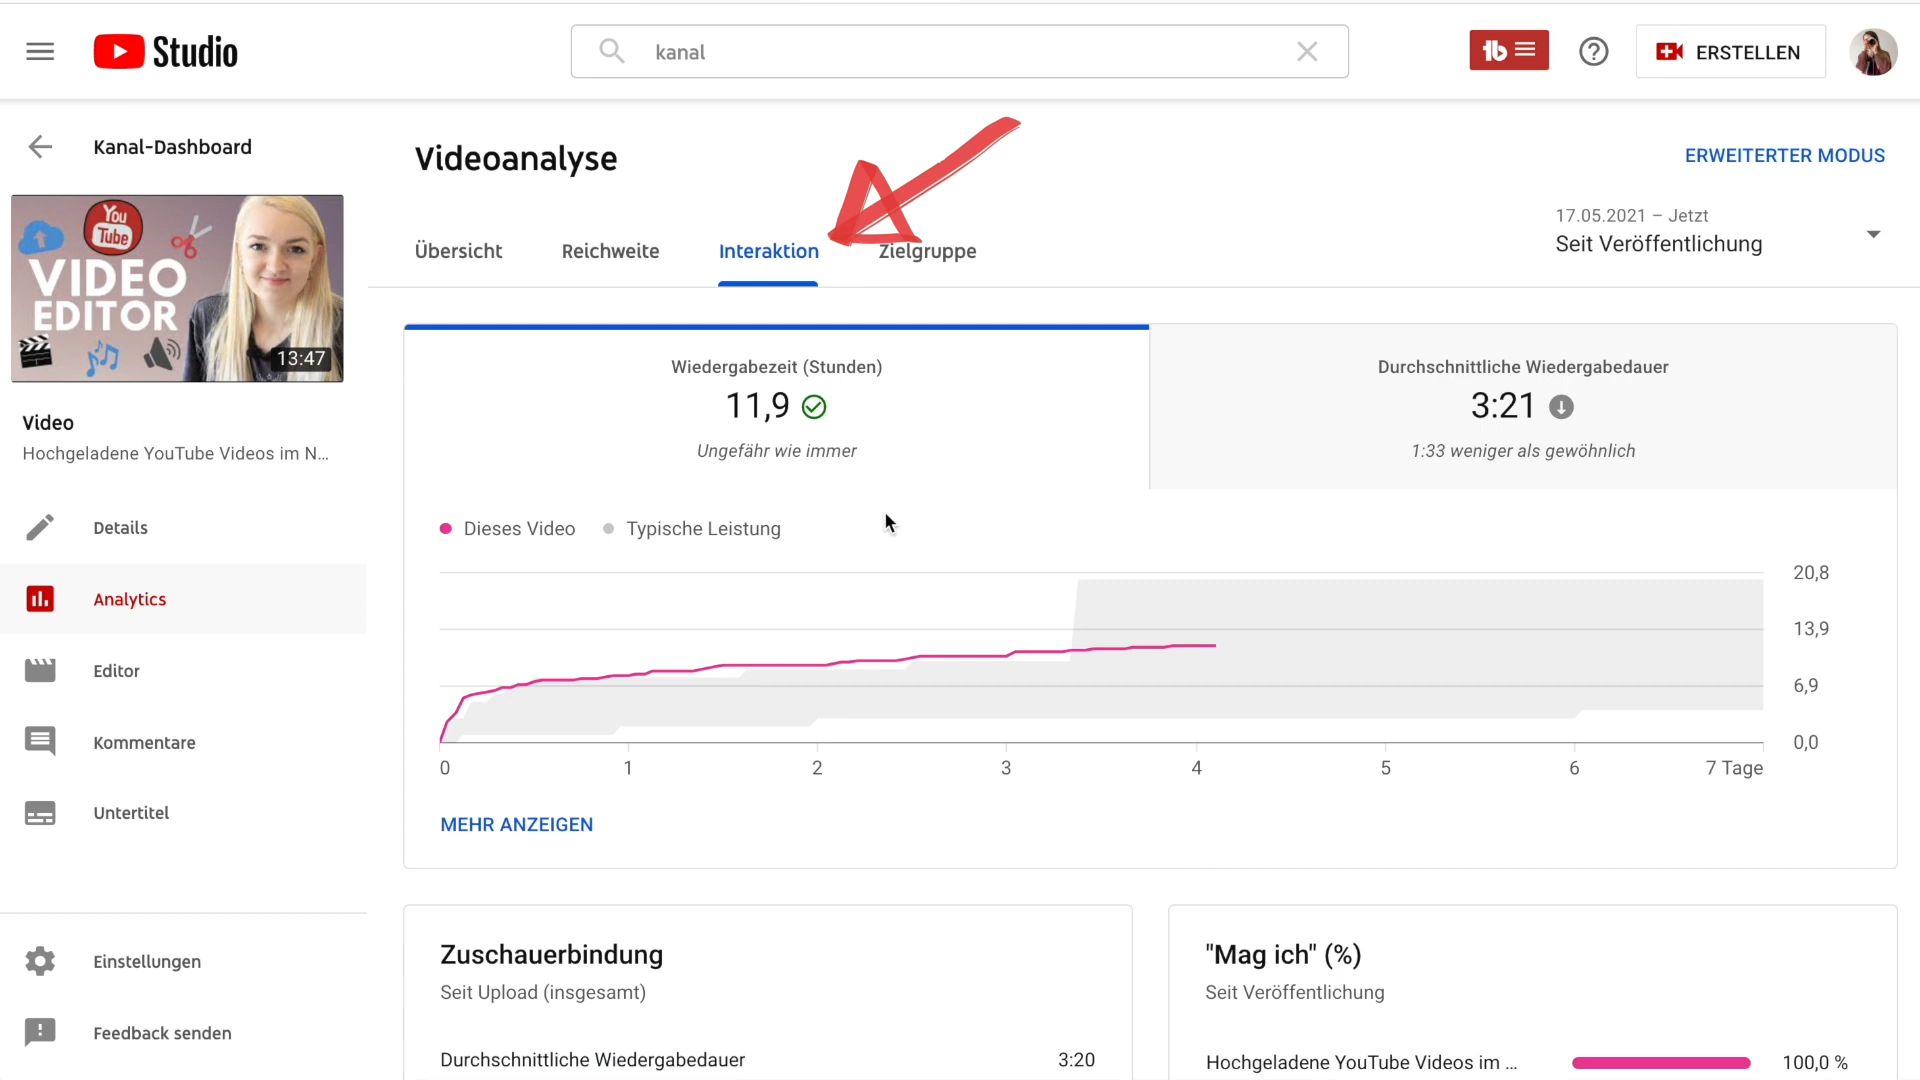 Studio
kanal
ERSTELLEN
Kanal-Dashboard
You
Tube
VIDEO
EDITOR
13:47
Video
Hochgeladene YouTube Videos im N...
Details
Analytics
Editor
Kommentare
Untertitel
Einstellungen
Feedback senden
Videoanalyse
ERWEITERTER MODUS
17.05.2021 – Jetzt
Seit Veröffentlichung
Übersicht
Reichweite
Interaktion
Zielgruppe
Wiedergabezeit (Stunden)
11,9
Ungefähr wie immer
Durchschnittliche Wiedergabedauer
3:21
1:33 weniger als gewöhnlich
Dieses Video
Typische Leistung
20,8
13,9
6,9
0,0
0 1 2 3 4 5 6 7 Tage
MEHR ANZEIGEN
Zuschauerbindung
Seit Upload (insgesamt)
Durchschnittliche Wiedergabedauer 3:20
"Mag ich" (%)
Seit Veröffentlichung
Hochgeladene YouTube Videos im ... 100,0 %